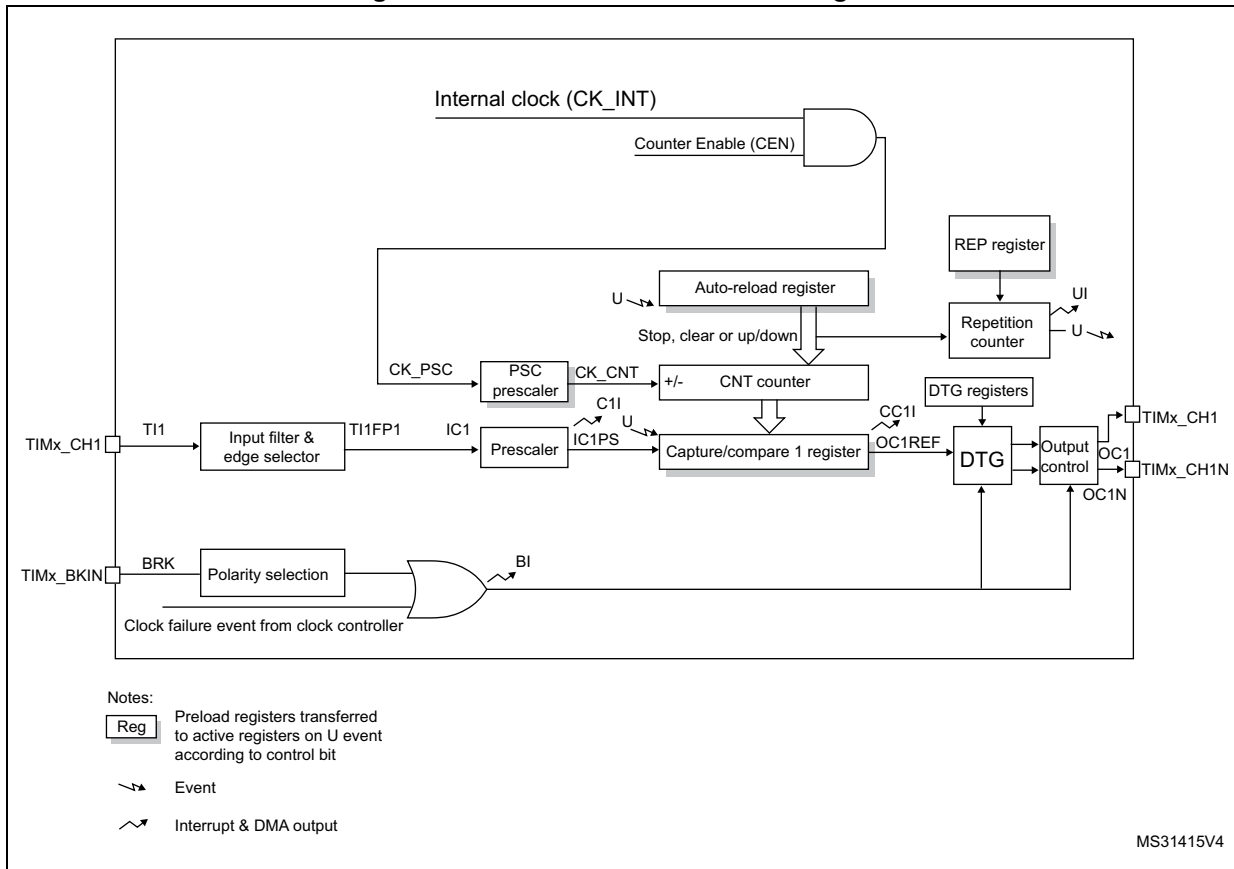 Internal clock (CK_INT)
Counter Enable (CEN)
REP register
Auto-reload register
U
UI
Stop, clear or up/down
Repetition
counter
U
CK_PSC
PSC
prescaler
CK_CNT
+/-
CNT counter
DTG registers
C1I
U
CC1I
TIMx_CH1
TIMx_CH1
TI1
Input filter &
edge selector
TI1FP1
IC1
Prescaler
IC1PS
Capture/compare 1 register
OC1REF
DTG
Output
control
OC1
TIMx_CH1N
OC1N
TIMx_BKIN
BRK
Polarity selection
BI
Clock failure event from clock controller
Notes:
Reg
Preload registers transferred
to active registers on U event
according to control bit
Event
Interrupt & DMA output
MS31415V4